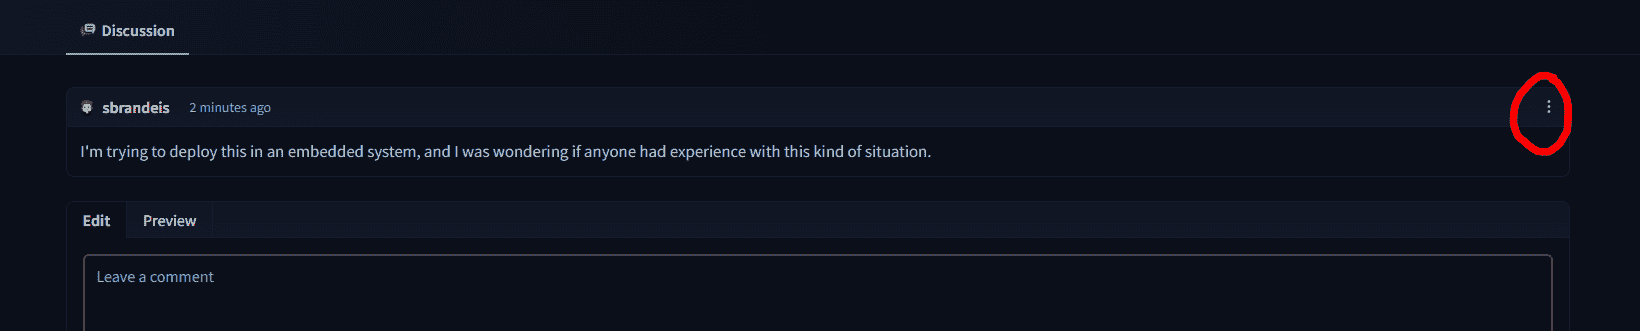 Discussion
sbrandeis 2 minutes ago
I'm trying to deploy this in an embedded system, and I was wondering if anyone had experience with this kind of situation.
Edit Preview
Leave a comment